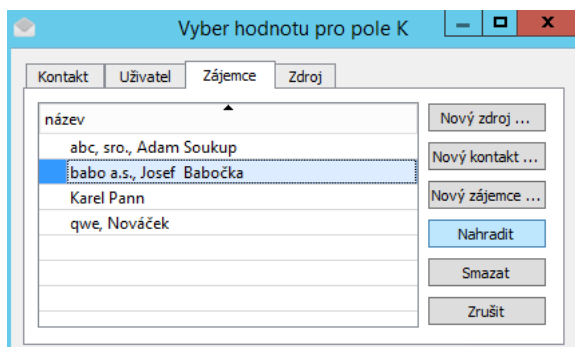 Vyber hodnotu pro pole K
Kontakt Uživatel Zájemce Zdroj
název
abc, sro., Adam Soukup
babo a.s., Josef Babočka
Karel Pann
qwe, Nováček
Nový zdroj ...
Nový kontakt ...
Nový zájemce ...
Nahradit
Smazat
Zrušit